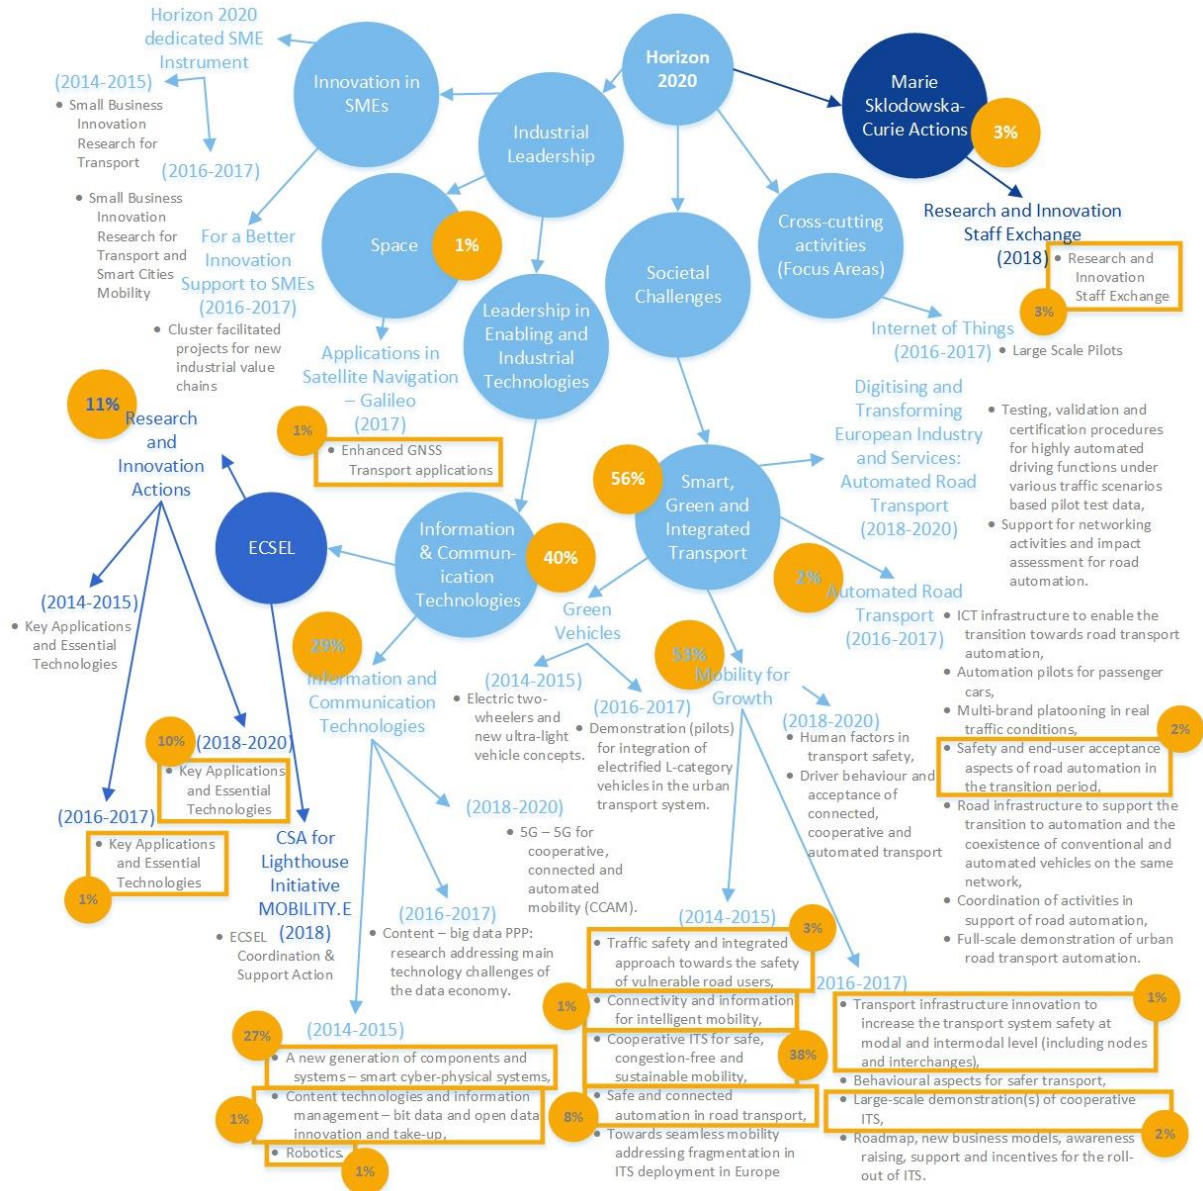 Horizon 2020
dedicated SME
Instrument
(2014-2015)
• Small Business
Innovation
Research for
Transport
(2016-2017)
• Small Business
Innovation
Research for
Transport and
Smart Cities
Mobility
Innovation in
SMEs
For a Better
Innovation
Support to SMEs
(2016-2017)
• Cluster facilitated
projects for new
industrial value
chains
Horizon
2020
Industrial
Leadership
Marie
Sklodowska-
Curie Actions
3%
Research and Innovation
Staff Exchange
(2018)
• Research and
Innovation
Staff Exchange
3%
Space
1%
Applications in
Satellite Navigation
– Galileo
(2017)
1%
• Enhanced GNSS
Transport applications
Leadership in
Enabling and
Industrial
Technologies
Societal
Challenges
Cross-cutting
activities
(Focus Areas)
Internet of Things
(2016-2017)
• Large Scale Pilots
Digitising and
Transforming
European Industry
and Services:
Automated Road
Transport
(2018-2020)
• Testing, validation and
certification procedures
for highly automated
driving functions under
various traffic scenarios
based pilot test data,
• Support for networking
activities and impact
assessment for road
automation.
11%
Research
and
Innovation
Actions
ECSEL
Information
& Commun-
ication
Technologies
40%
56%
Smart,
Green and
Integrated
Transport
2%
Automated Road
Transport
(2016-2017)
• ICT infrastructure to enable the
transition towards road transport
automation,
• Automation pilots for passenger
cars,
• Multi-brand platooning in real
traffic conditions,
2%
• Safety and end-user acceptance
aspects of road automation in
the transition period,
• Road infrastructure to support the
transition to automation and the
coexistence of conventional and
automated vehicles on the same
network,
• Coordination of activities in
support of road automation,
• Full-scale demonstration of urban
road transport automation.
(2014-2015)
• Key Applications
and Essential
Technologies
10%
(2018-2020)
• Key Applications
and Essential
Technologies
(2016-2017)
• Key Applications
and Essential
Technologies
1%
CSA for
Lighthouse
Initiative
MOBILITY.E
(2018)
• ECSEL
Coordination &
Support Action
29%
Information and
Communication
Technologies
Green
Vehicles
(2014-2015)
• Electric two-
wheelers and
new ultra-light
vehicle concepts.
(2016-2017)
• Demonstration (pilots)
for integration of
electrified L-category
vehicles in the urban
transport system.
53%
Mobility for
Growth
(2018-2020)
• Human factors in
transport safety,
• Driver behaviour and
acceptance of
connected,
cooperative and
automated transport
(2018-2020)
• 5G – 5G for
cooperative,
connected and
automated
mobility (CCAM).
(2016-2017)
• Content – big data PPP:
research addressing main
technology challenges of
the data economy.
(2014-2015)
27%
• A new generation of components and
systems – smart cyber-physical systems,
1%
• Content technologies and information
management – bit data and open data
innovation and take-up,
• Robotics.
1%
(2014-2015)
3%
• Traffic safety and integrated
approach towards the safety
of vulnerable road users,
1%
• Connectivity and information
for intelligent mobility,
• Cooperative ITS for safe,
congestion-free and
sustainable mobility,
38%
8%
• Safe and connected
automation in road transport,
• Towards seamless mobility
addressing fragmentation in
ITS deployment in Europe
2016-2017)
1%
• Transport infrastructure innovation to
increase the transport system safety at
modal and intermodal level (including
nodes and interchanges),
• Behavioural aspects for safer transport,
• Large-scale demonstration(s) of cooperative
ITS,
2%
• Roadmap, new business models, awareness
raising, support and incentives for the roll-
out of ITS.